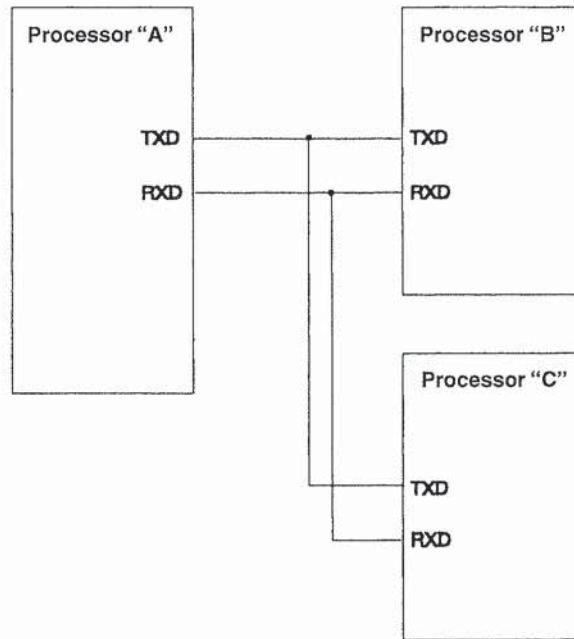 Processor “A”
TXD
RXD
Processor “B”
TXD
RXD
Processor “C”
TXD
RXD